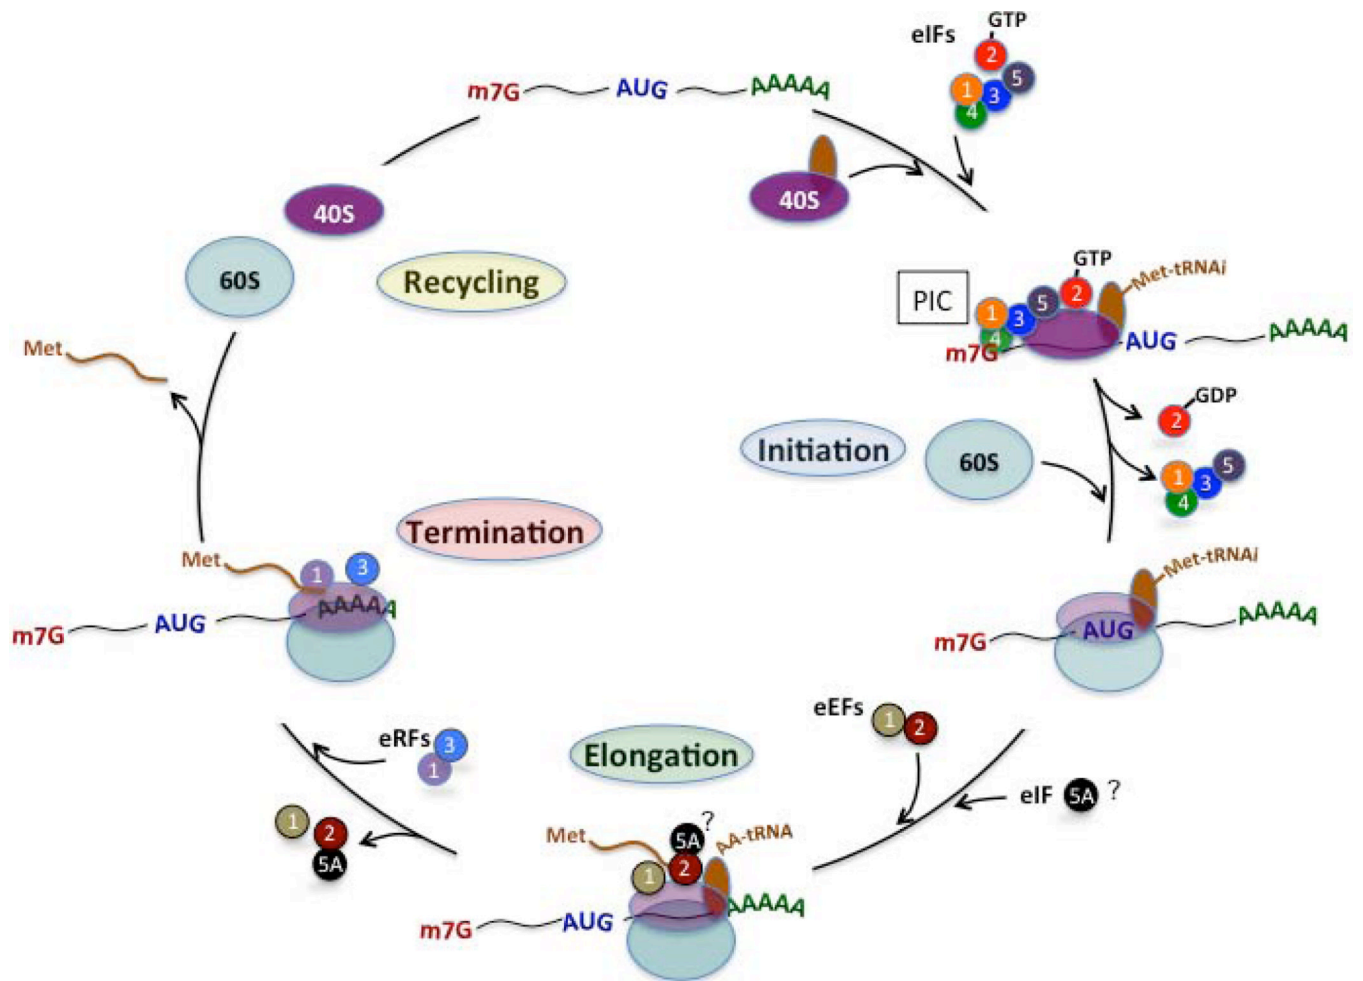 GTP
eIFs
2
5
1
3
4
m7G
AUG
AAAAA
40S
40S
60S
Recycling
GTP
Met-tRNAi
PIC
2
5
1
3
4
m7G
AUG
AAAAA
Met
GDP
2
Initiation
60S
5
1
3
4
Termination
Met
1
3
AAAAA
m7G
AUG
Met-tRNAi
AAAAA
m7G
AUG
eEFs
1
2
eRFs
3
1
Elongation
eIF 5A ?
1
2
5A
Met
?
5A
AA-tRNA
1
2
AAAAA
m7G
AUG